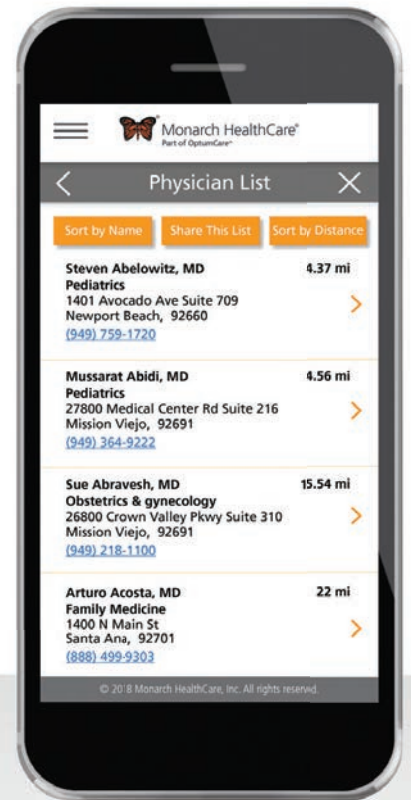 Monarch HealthCare®
Part of OptumCare™
Physician List
Sort by Name
Share This List
Sort by Distance
Steven Abelowitz, MD
4.37 mi
Pediatrics
1401 Avocado Ave Suite 709
Newport Beach, 92660
(949) 759-1720
Mussarat Abidi, MD
4.56 mi
Pediatrics
27800 Medical Center Rd Suite 216
Mission Viejo, 92691
(949) 364-9222
Sue Abravesh, MD
15.54 mi
Obstetrics & gynecology
26800 Crown Valley Pkwy Suite 310
Mission Viejo, 92691
(949) 218-1100
Arturo Acosta, MD
22 mi
Family Medicine
1400 N Main St
Santa Ana, 92701
(888) 499-9303
© 2018 Monarch HealthCare, Inc. All rights reserved.